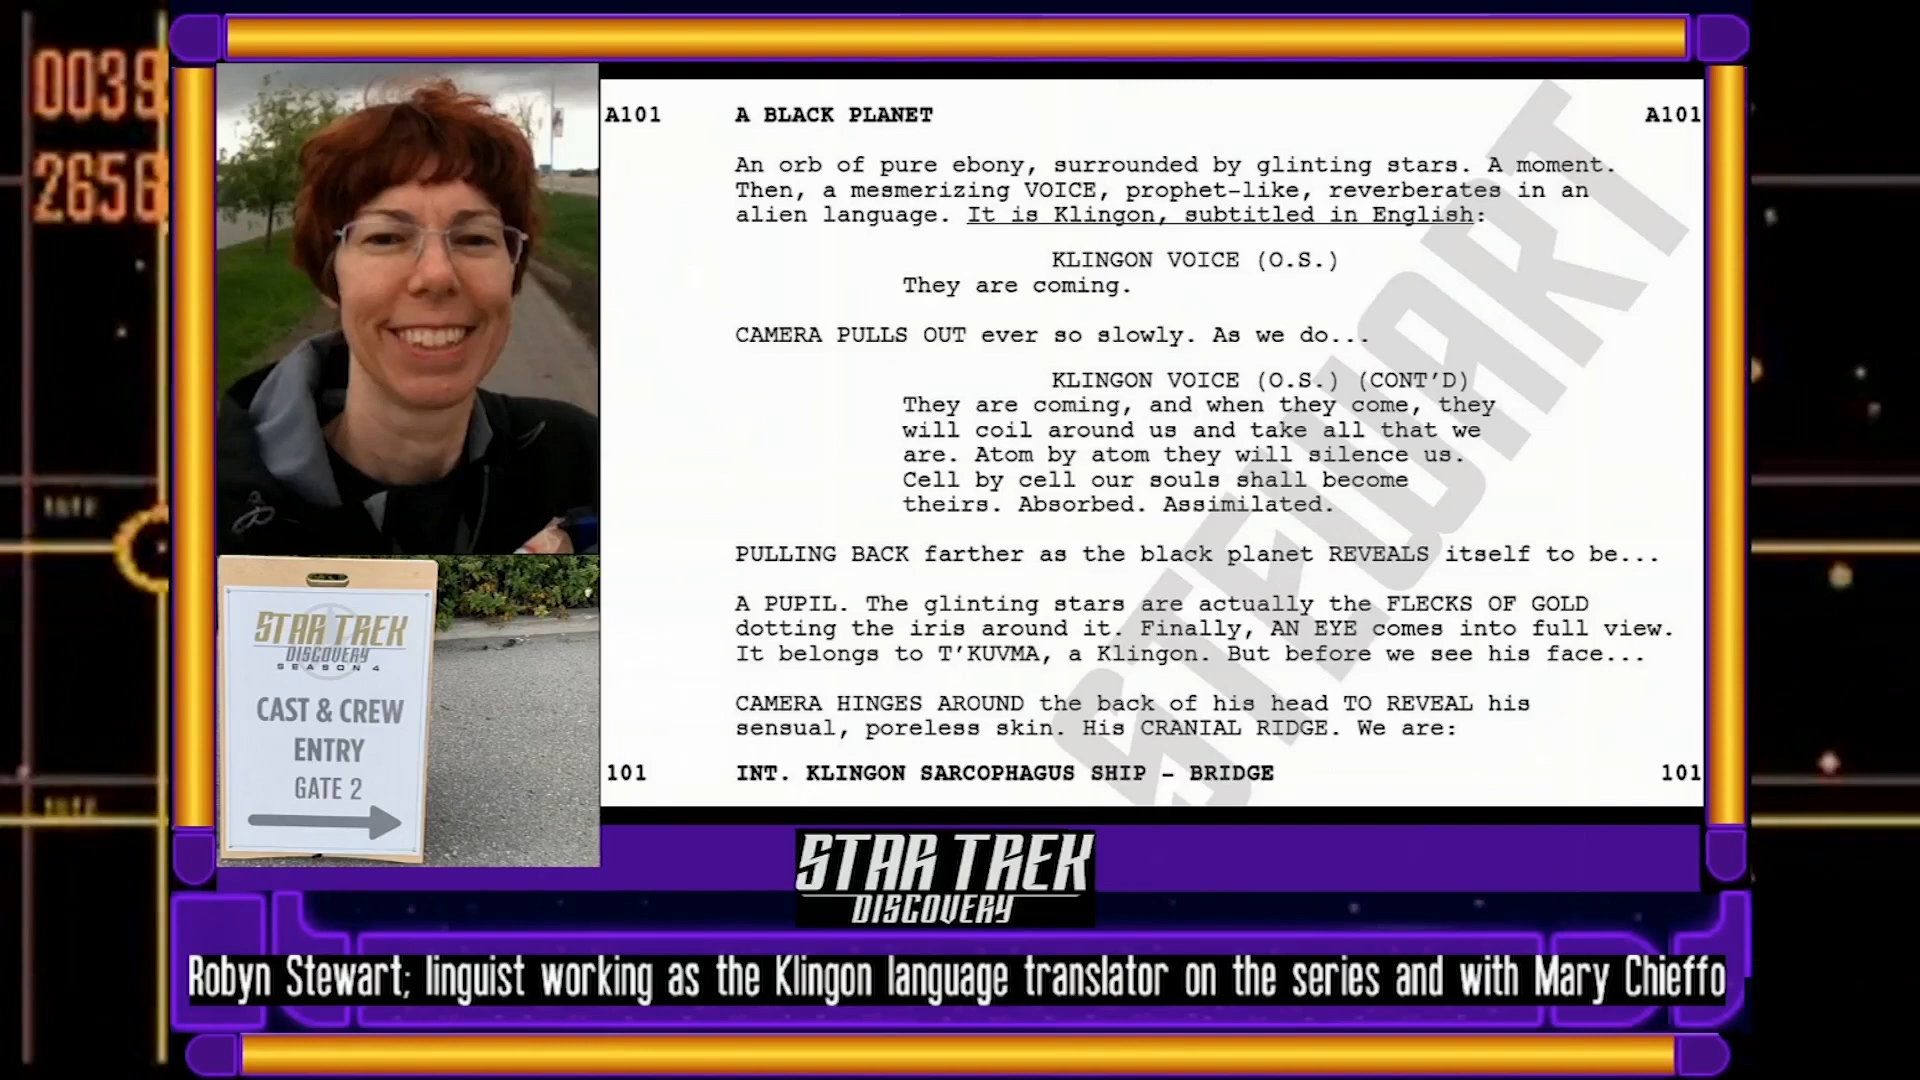 0039
2656
A101 A BLACK PLANET A101
An orb of pure ebony, surrounded by glinting stars. A moment.
Then, a mesmerizing VOICE, prophet-like, reverberates in an
alien language. It is Klingon, subtitled in English:
KLINGON VOICE (O.S.)
They are coming.
CAMERA PULLS OUT ever so slowly. As we do...
KLINGON VOICE (O.S.) (CONT'D)
They are coming, and when they come, they
will coil around us and take all that we
are. Atom by atom they will silence us.
Cell by cell our souls shall become
theirs. Absorbed. Assimilated.
PULLING BACK farther as the black planet REVEALS itself to be...
A PUPIL. The glinting stars are actually the FLECKS OF GOLD
dotting the iris around it. Finally, AN EYE comes into full view.
It belongs to T'KUVMA, a Klingon. But before we see his face...
CAMERA HINGES AROUND the back of his head TO REVEAL his
sensual, poreless skin. His CRANIAL RIDGE. We are:
101 INT. KLINGON SARCOPHAGUS SHIP - BRIDGE 101
STEWART
STAR TREK
DISCOVERY
SEASON 4
CAST & CREW
ENTRY
GATE 2
STAR TREK
DISCOVERY
Robyn Stewart; linguist working as the Klingon language translator on the series and with Mary Chieffo